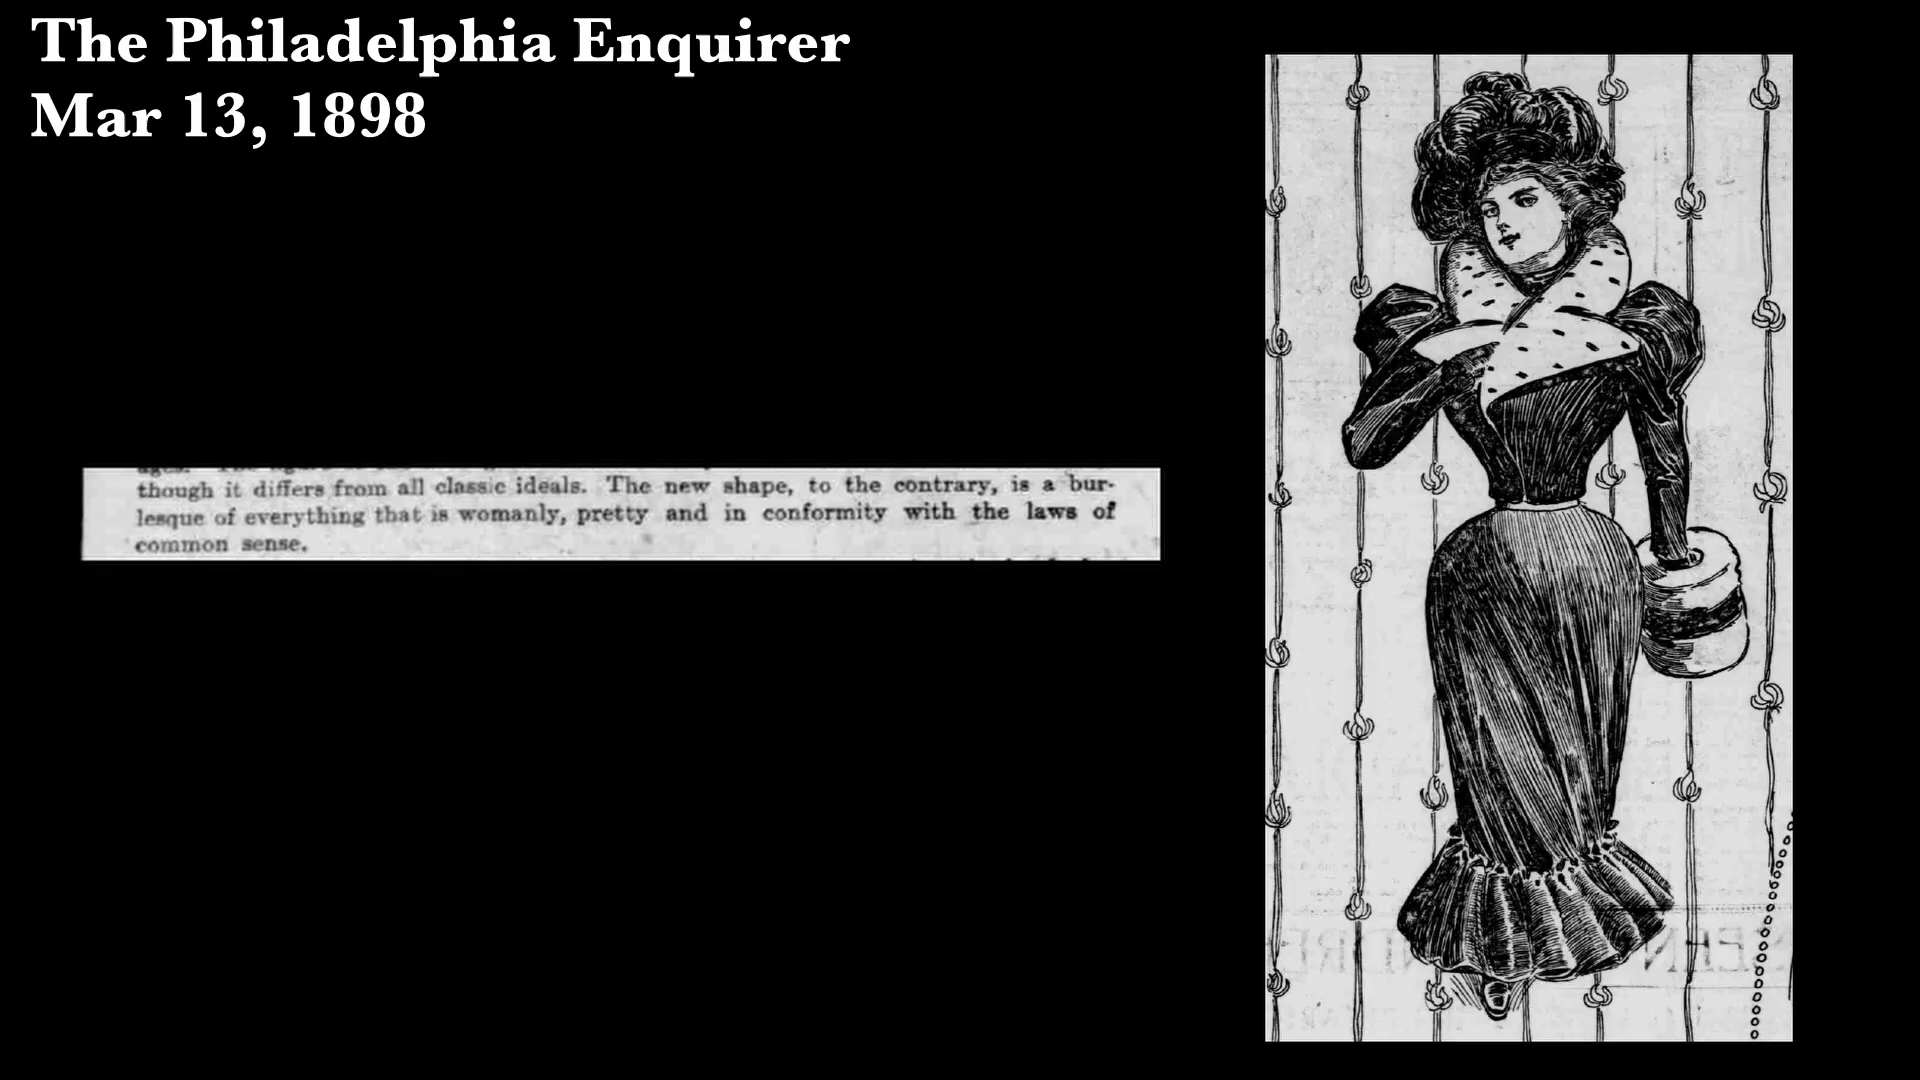 The Philadelphia Enquirer
Mar 13, 1898
though it differs from all classic ideals. The new shape, to the contrary, is a bur-
lesque of everything that is womanly, pretty and in conformity with the laws of
common sense.